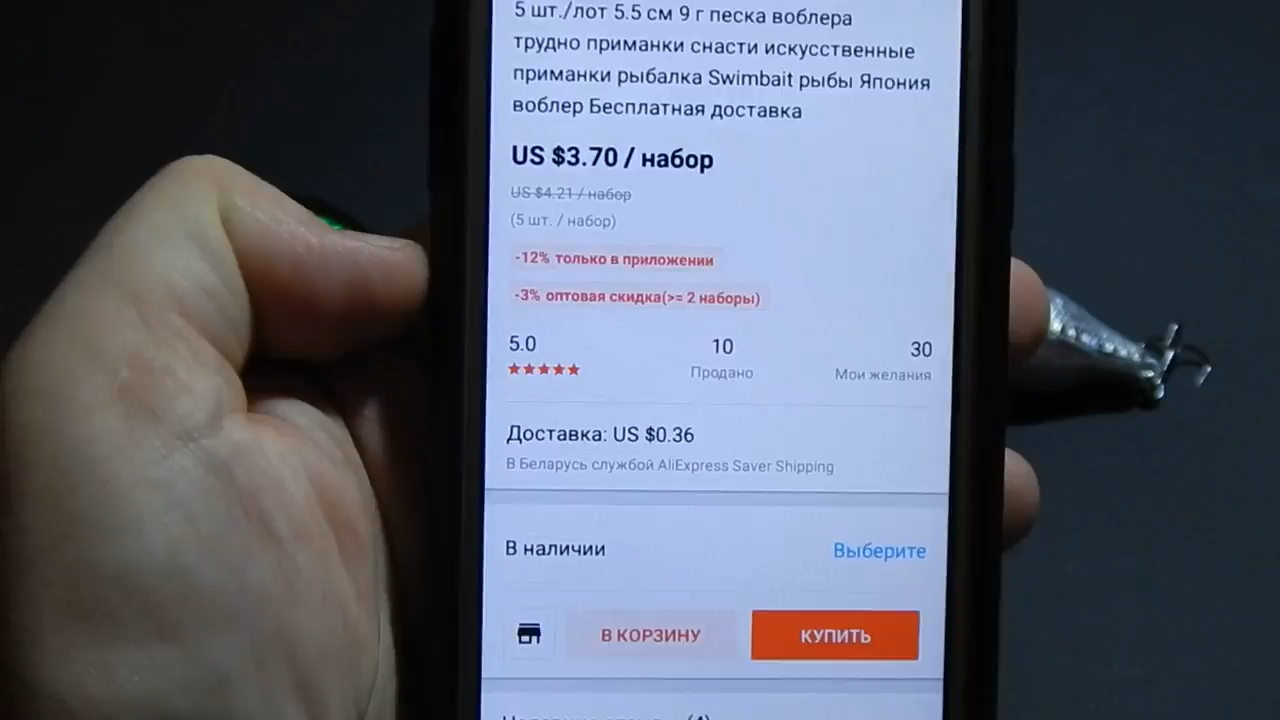 5 шт./лот 5.5 см 9 г песка воблера
трудно приманки снасти искусственные
приманки рыбалка Swimbait рыбы Япония
воблер Бесплатная доставка
US $3.70 / набор
US $4.21 / набор
(5 шт. / набор)
-12% только в приложении
-3% оптовая скидка(>= 2 наборы)
5.0 10 30
Продано Мои желания
Доставка: US $0.36
В Беларусь службой AliExpress Saver Shipping
В наличии Выберите
В КОРЗИНУ КУПИТЬ